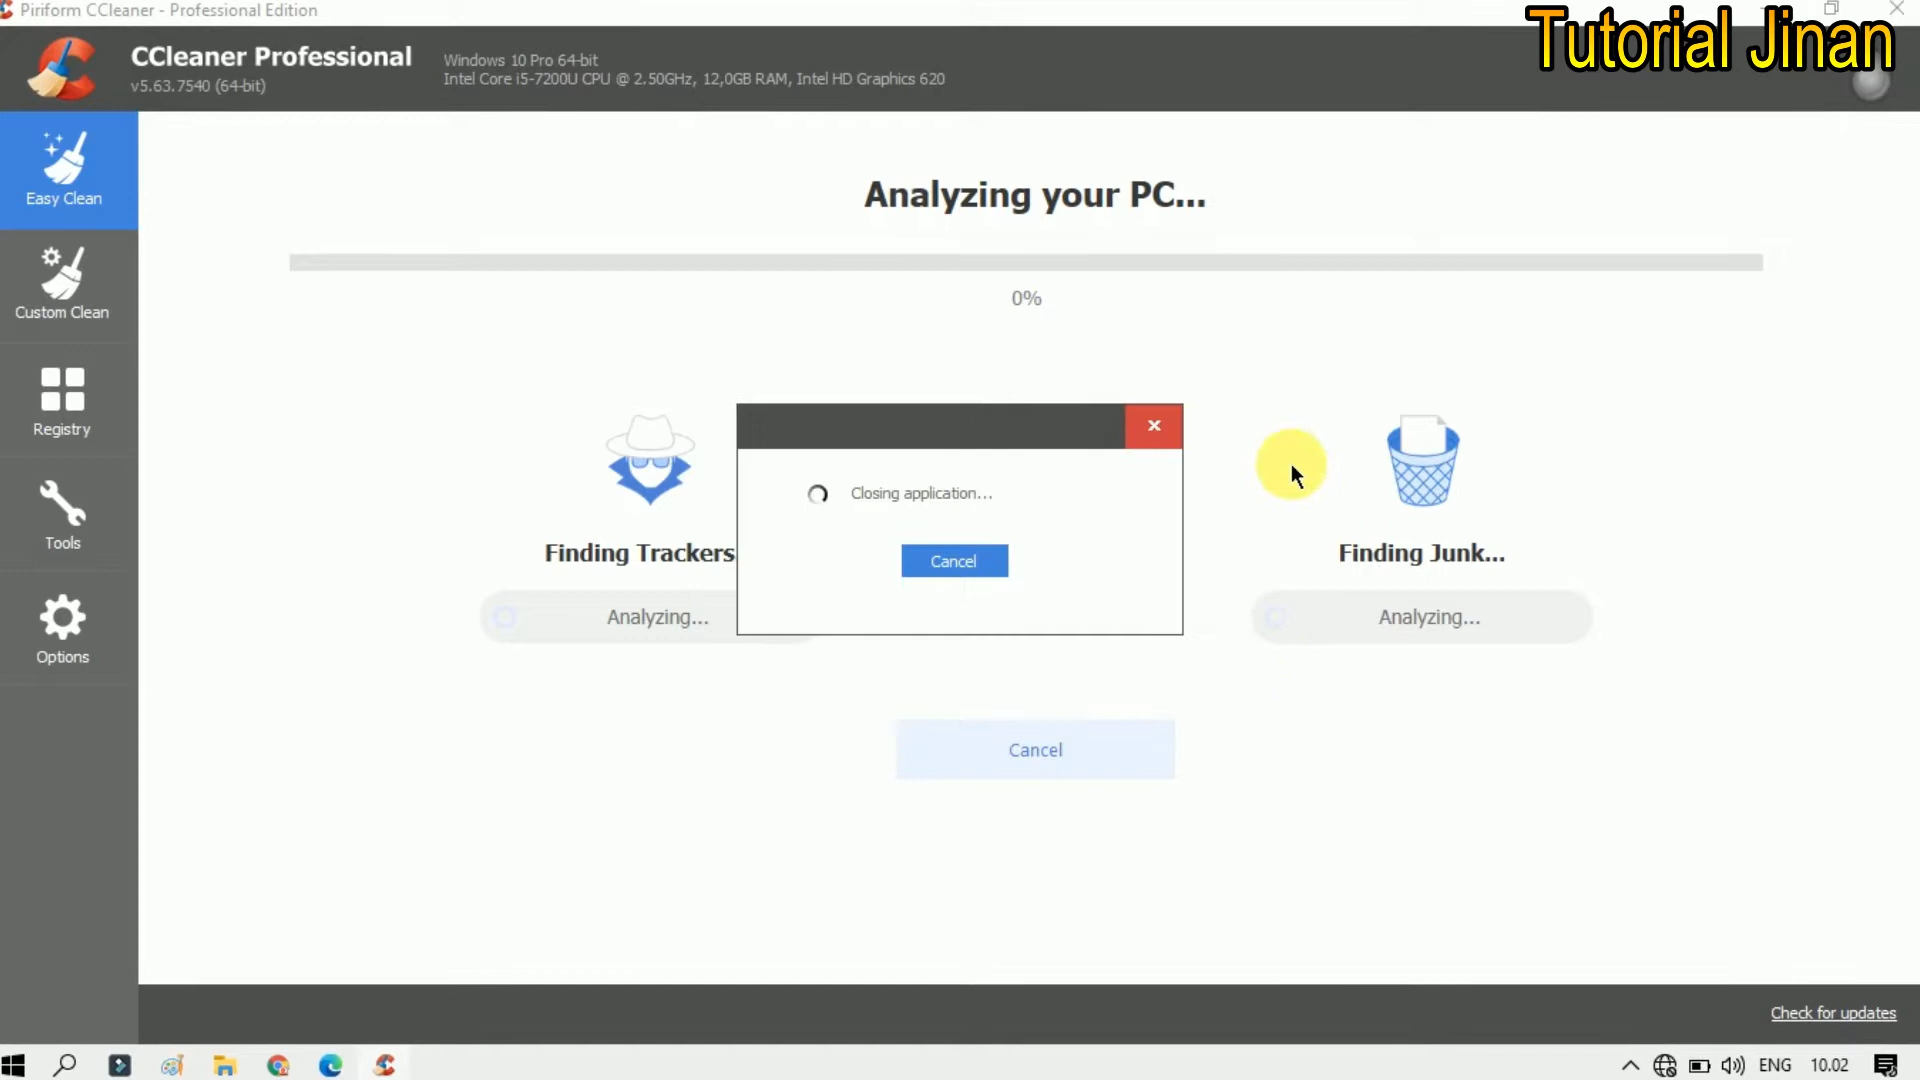 Piriform CCleaner - Professional Edition
Tutorial Jinan
CCleaner Professional
v5.63.7540 (64-bit)
Windows 10 Pro 64-bit
Intel Core i5-7200U CPU @ 2.50GHz, 12,0GB RAM, Intel HD Graphics 620
Easy Clean
Custom Clean
Registry
Tools
Options
Analyzing your PC...
0%
Closing application...
Cancel
Finding Trackers
Analyzing...
Finding Junk...
Analyzing...
Cancel
Check for updates
ENG
10.02